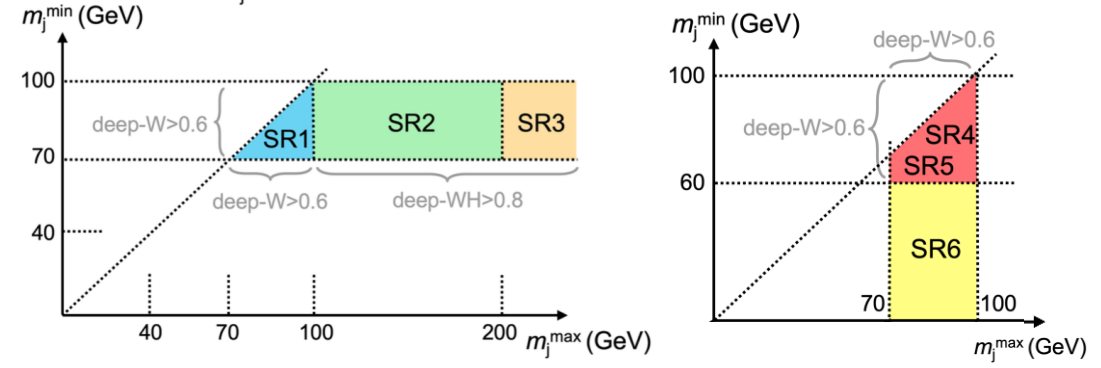 m_j^min (GeV)
100
deep-W>0.6
SR1
SR2
SR3
70
deep-W>0.6
deep-WH>0.8
40
40
70
100
200
m_j^max (GeV)
m_j^min (GeV)
deep-W>0.6
100
deep-W>0.6
SR4
SR5
60
SR6
70
100
m_j^max (GeV)